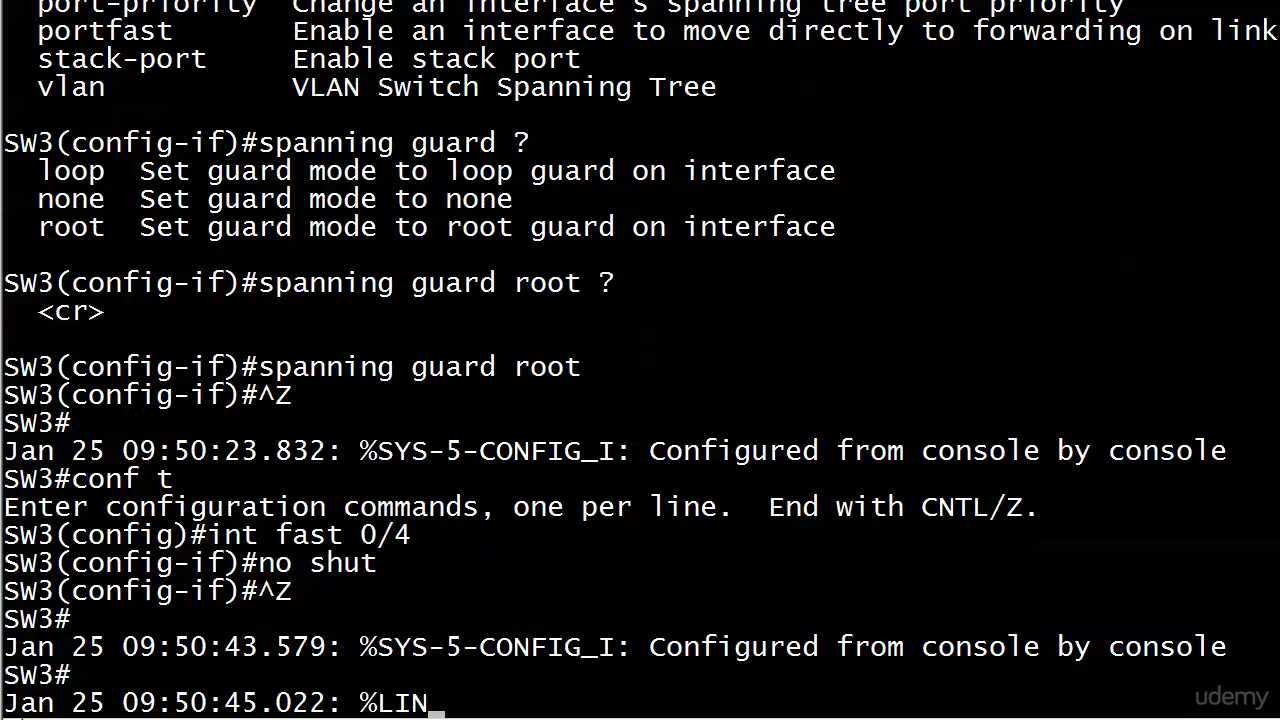 port-priority  Change an interface's spanning tree port priority
portfast       Enable an interface to move directly to forwarding on link
stack-port     Enable stack port
vlan           VLAN Switch Spanning Tree
SW3(config-if)#spanning guard ?
loop  Set guard mode to loop guard on interface
none  Set guard mode to none
root  Set guard mode to root guard on interface
SW3(config-if)#spanning guard root ?
<cr>
SW3(config-if)#spanning guard root
SW3(config-if)#^Z
SW3#
Jan 25 09:50:23.832: %SYS-5-CONFIG_I: Configured from console by console
SW3#conf t
Enter configuration commands, one per line.  End with CNTL/Z.
SW3(config)#int fast 0/4
SW3(config-if)#no shut
SW3(config-if)#^Z
SW3#
Jan 25 09:50:43.579: %SYS-5-CONFIG_I: Configured from console by console
SW3#
Jan 25 09:50:45.022: %LIN
udemy